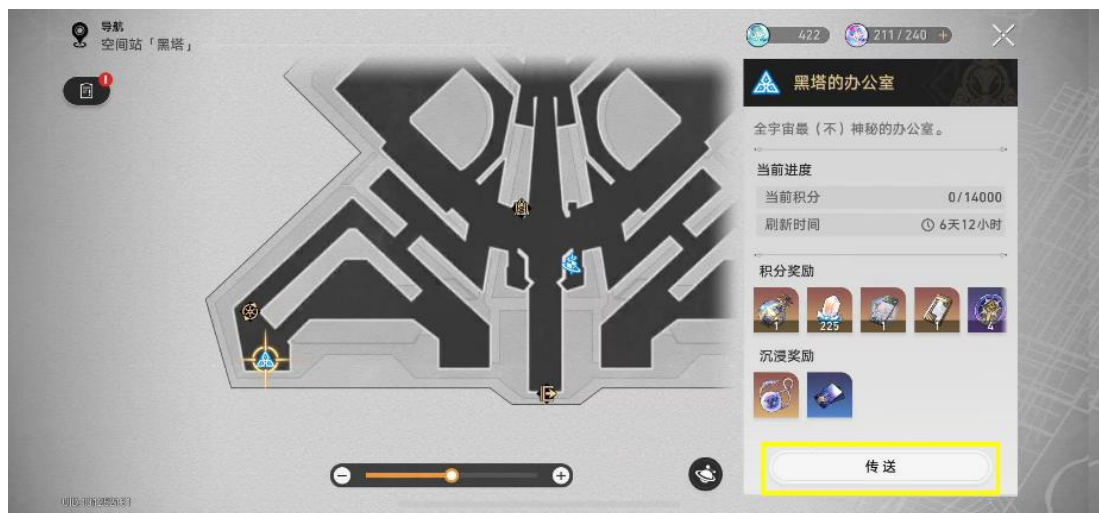 导航
空间站「黑塔」
422
211/240
黑塔的办公室
全宇宙最（不）神秘的办公室。
当前进度
当前积分 0/14000
刷新时间 6天12小时
积分奖励
1 225 1 1 4
沉浸奖励
传送